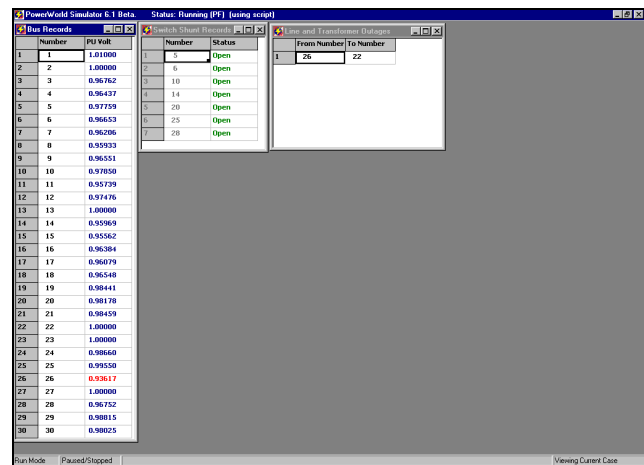 PowerWorld Simulator 6.1 Beta. Status: Running (PF) (using script)
Bus Records
Number PU Volt
1 1 1.01000
2 2 1.00000
3 3 0.96762
4 4 0.96437
5 5 0.97759
6 6 0.96653
7 7 0.96206
8 8 0.95933
9 9 0.96551
10 10 0.97850
11 11 0.95739
12 12 0.97476
13 13 1.00000
14 14 0.95969
15 15 0.95562
16 16 0.96384
17 17 0.96079
18 18 0.96548
19 19 0.98441
20 20 0.98178
21 21 0.98459
22 22 1.00000
23 23 1.00000
24 24 0.98660
25 25 0.99550
26 26 0.93617
27 27 1.00000
28 28 0.96752
29 29 0.98015
30 30 0.98025
Switch Shunt Records
Number Status
1 5 Open
2 6 Open
3 10 Open
4 14 Open
5 20 Open
6 25 Open
7 28 Open
Line and Transformer Outages
From Number To Number
1 26 22
Run Mode Paused/Stopped Viewing Current Case